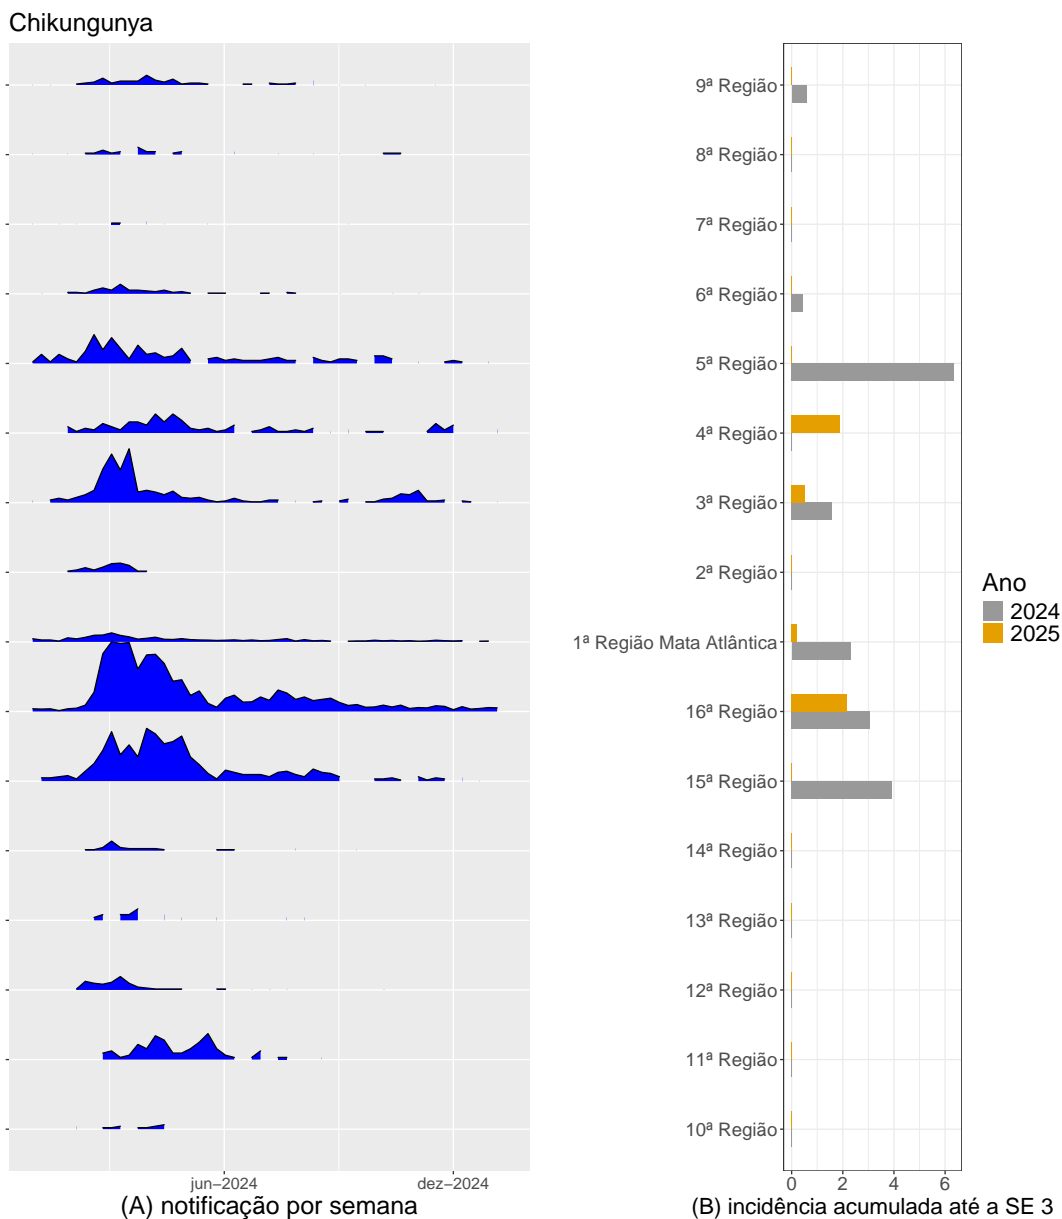 Chikungunya
jun–2024
dez–2024
(A) notificação por semana
9ª Região
8ª Região
7ª Região
6ª Região
5ª Região
4ª Região
3ª Região
2ª Região
1ª Região Mata Atlântica
16ª Região
15ª Região
14ª Região
13ª Região
12ª Região
11ª Região
10ª Região
0 2 4 6
(B) incidência acumulada até a SE 3
Ano
2024
2025